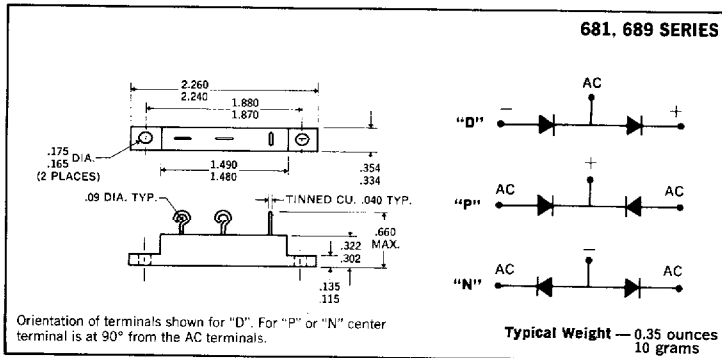 681, 689 SERIES
2.260
2.240
1.880
1.870
.175
.165 DIA.
(2 PLACES)
1.490
1.480
.354
.334
.09 DIA. TYP.
TINNED CU. .040 TYP.
.660
MAX.
.322
.302
.135
.115
Orientation of terminals shown for "D". For "P" or "N" center
terminal is at 90° from the AC terminals.
AC
"D" − +
+
AC "P" AC
−
"N" AC AC
Typical Weight — 0.35 ounces
10 grams